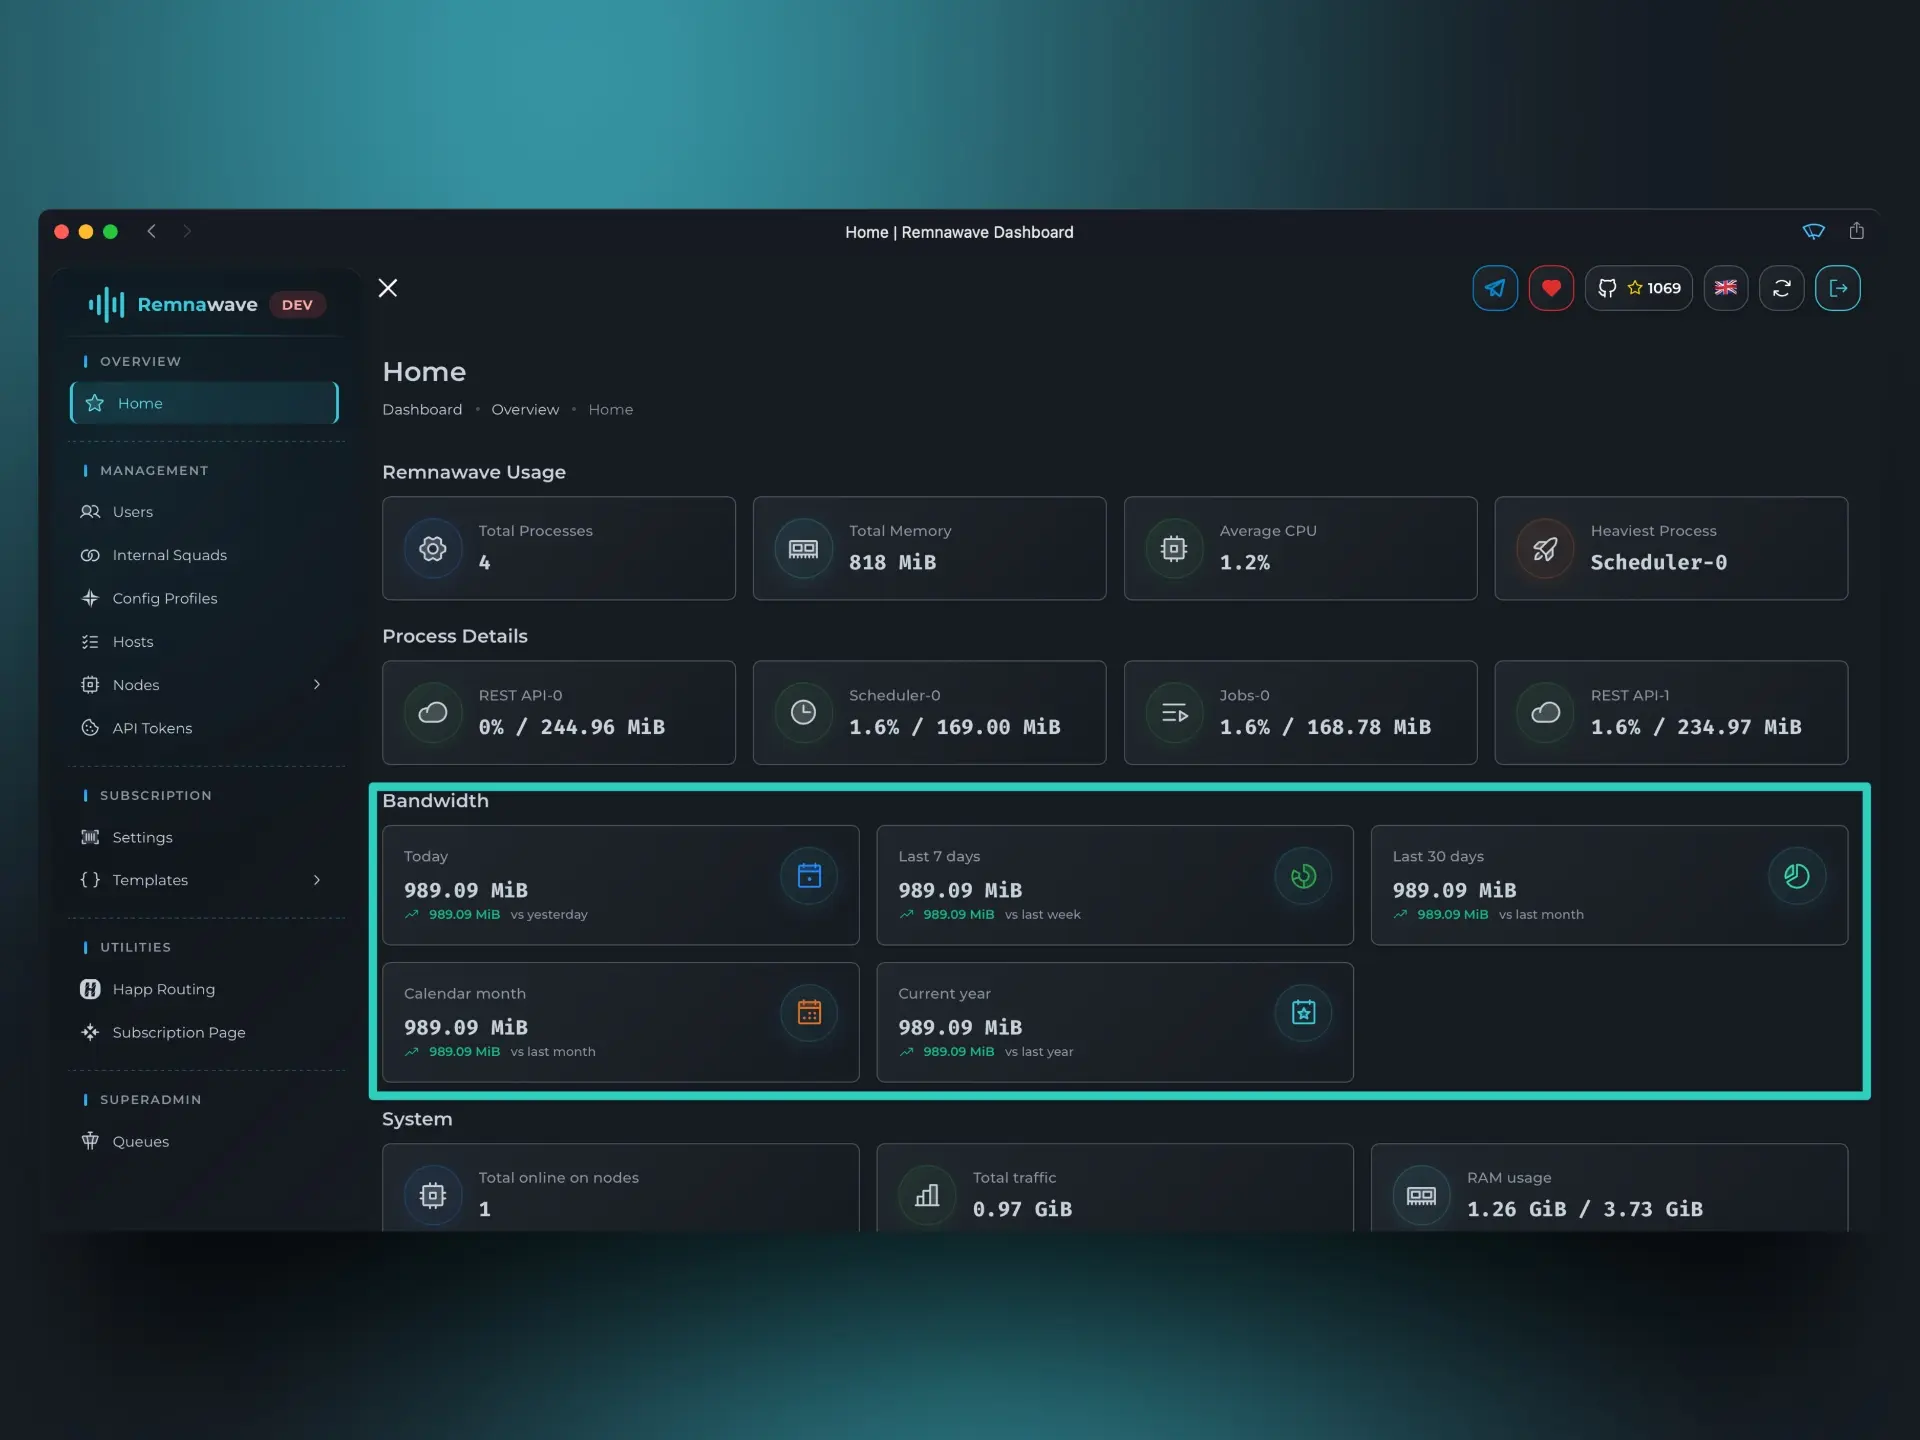 Home | Remnawave Dashboard
Remnawave DEV
1069
OVERVIEW
Home
MANAGEMENT
Users
Internal Squads
Config Profiles
Hosts
Nodes
API Tokens
SUBSCRIPTION
Settings
{ } Templates
UTILITIES
Happ Routing
Subscription Page
SUPERADMIN
Queues
Home
Dashboard • Overview • Home
Remnawave Usage
Total Processes
4
Total Memory
818 MiB
Average CPU
1.2%
Heaviest Process
Scheduler-0
Process Details
REST API-0
0% / 244.96 MiB
Scheduler-0
1.6% / 169.00 MiB
Jobs-0
1.6% / 168.78 MiB
REST API-1
1.6% / 234.97 MiB
Bandwidth
Today
989.09 MiB
989.09 MiB vs yesterday
Last 7 days
989.09 MiB
989.09 MiB vs last week
Last 30 days
989.09 MiB
989.09 MiB vs last month
Calendar month
989.09 MiB
989.09 MiB vs last month
Current year
989.09 MiB
989.09 MiB vs last year
System
Total online on nodes
1
Total traffic
0.97 GiB
RAM usage
1.26 GiB / 3.73 GiB